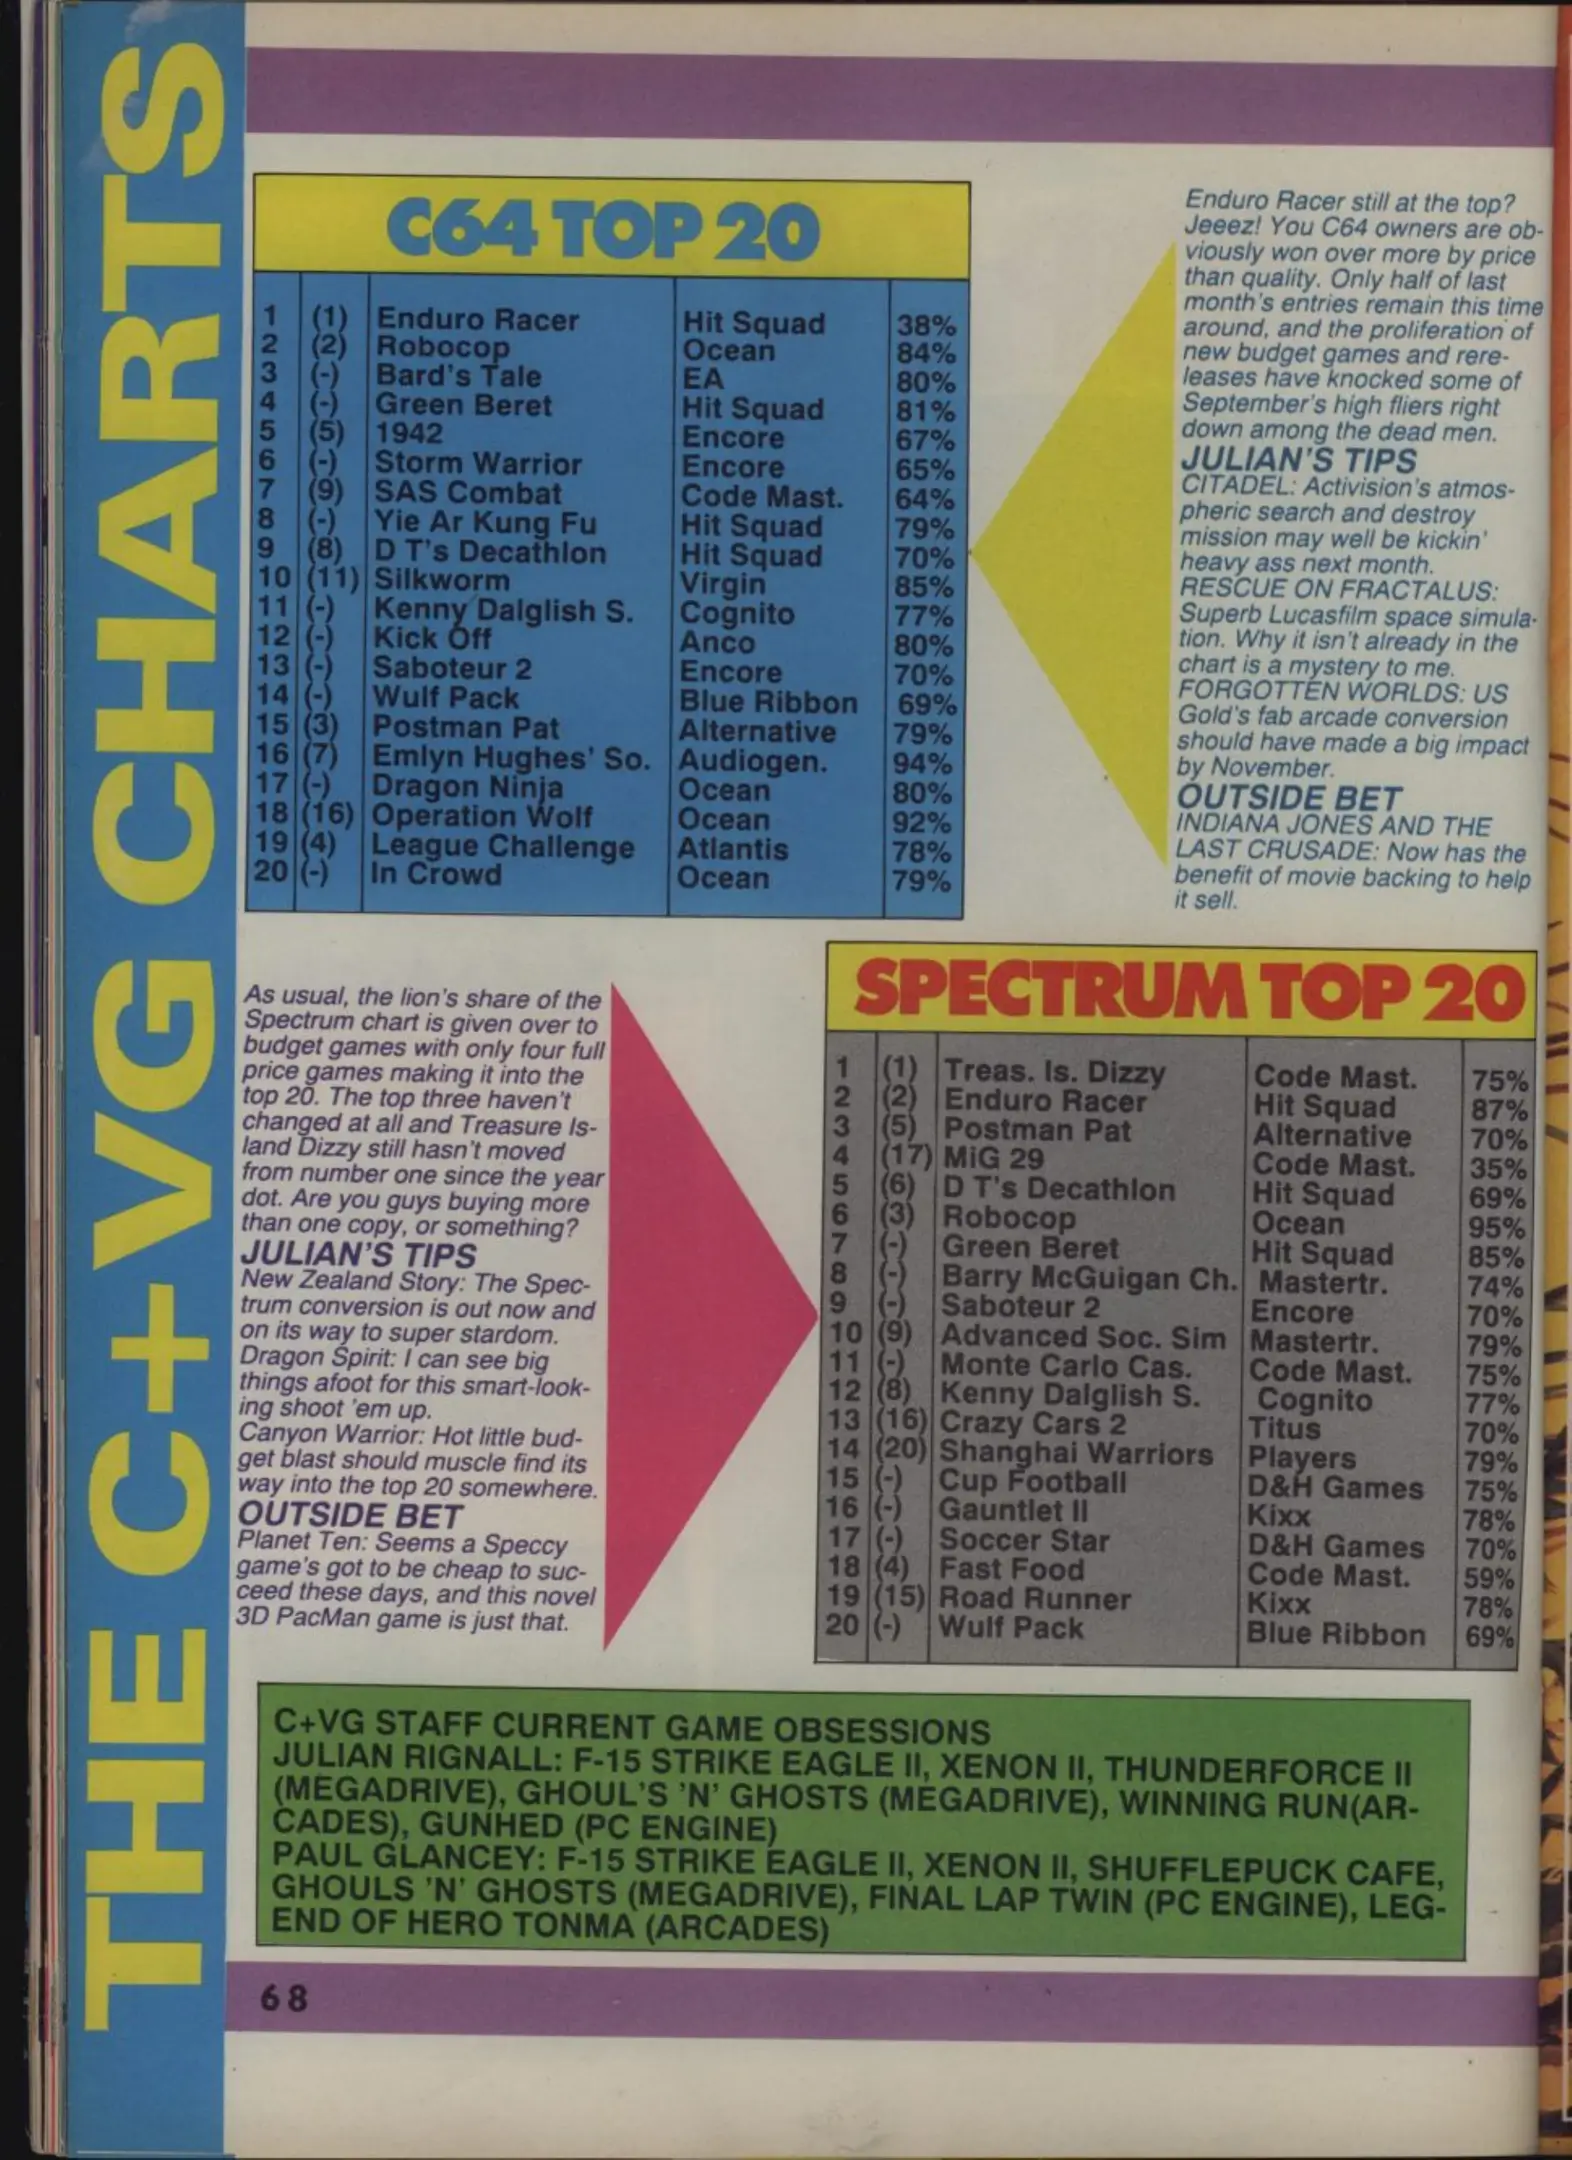 THE C+VG CHARTS
C64 TOP 20
1 (1) Enduro Racer Hit Squad 38%
2 (2) Robocop Ocean 84%
3 (-) Bard's Tale EA 80%
4 (-) Green Beret Hit Squad 81%
5 (5) 1942 Encore 67%
6 (-) Storm Warrior Encore 65%
7 (9) SAS Combat Code Mast. 64%
8 (-) Yie Ar Kung Fu Hit Squad 79%
9 (8) D T's Decathlon Hit Squad 70%
10 (11) Silkworm Virgin 85%
11 (-) Kenny Dalglish S. Cognito 77%
12 (-) Kick Off Anco 80%
13 (-) Saboteur 2 Encore 70%
14 (-) Wulf Pack Blue Ribbon 69%
15 (3) Postman Pat Alternative 79%
16 (7) Emlyn Hughes' So. Audiogen. 94%
17 (-) Dragon Ninja Ocean 80%
18 (16) Operation Wolf Ocean 92%
19 (4) League Challenge Atlantis 78%
20 (-) In Crowd Ocean 79%
Enduro Racer still at the top?
Jeeez! You C64 owners are ob-
viously won over more by price
than quality. Only half of last
month's entries remain this time
around, and the proliferation of
new budget games and rere-
leases have knocked some of
September's high fliers right
down among the dead men.
JULIAN'S TIPS
CITADEL: Activision's atmos-
pheric search and destroy
mission may well be kickin'
heavy ass next month.
RESCUE ON FRACTALUS:
Superb Lucasfilm space simula-
tion. Why it isn't already in the
chart is a mystery to me.
FORGOTTEN WORLDS: US
Gold's fab arcade conversion
should have made a big impact
by November.
OUTSIDE BET
INDIANA JONES AND THE
LAST CRUSADE: Now has the
benefit of movie backing to help
it sell.
As usual, the lion's share of the
Spectrum chart is given over to
budget games with only four full
price games making it into the
top 20. The top three haven't
changed at all and Treasure Is-
land Dizzy still hasn't moved
from number one since the year
dot. Are you guys buying more
than one copy, or something?
JULIAN'S TIPS
New Zealand Story: The Spec-
trum conversion is out now and
on its way to super stardom.
Dragon Spirit: I can see big
things afoot for this smart-look-
ing shoot 'em up.
Canyon Warrior: Hot little bud-
get blast should muscle find its
way into the top 20 somewhere.
OUTSIDE BET
Planet Ten: Seems a Speccy
game's got to be cheap to suc-
ceed these days, and this novel
3D PacMan game is just that.
SPECTRUM TOP 20
1 (1) Treas. Is. Dizzy Code Mast. 75%
2 (2) Enduro Racer Hit Squad 87%
3 (5) Postman Pat Alternative 70%
4 (17) MiG 29 Code Mast. 35%
5 (6) D T's Decathlon Hit Squad 69%
6 (3) Robocop Ocean 95%
7 (-) Green Beret Hit Squad 85%
8 (-) Barry McGuigan Ch. Mastertr. 74%
9 (-) Saboteur 2 Encore 70%
10 (9) Advanced Soc. Sim Mastertr. 79%
11 (-) Monte Carlo Cas. Code Mast. 75%
12 (8) Kenny Dalglish S. Cognito 77%
13 (16) Crazy Cars 2 Titus 70%
14 (20) Shanghai Warriors Players 79%
15 (-) Cup Football D&H Games 75%
16 (-) Gauntlet II Kixx 78%
17 (-) Soccer Star D&H Games 70%
18 (4) Fast Food Code Mast. 59%
19 (15) Road Runner Kixx 78%
20 (-) Wulf Pack Blue Ribbon 69%
C+VG STAFF CURRENT GAME OBSESSIONS
JULIAN RIGNALL: F-15 STRIKE EAGLE II, XENON II, THUNDERFORCE II
(MEGADRIVE), GHOUL'S 'N' GHOSTS (MEGADRIVE), WINNING RUN(AR-
CADES), GUNHED (PC ENGINE)
PAUL GLANCEY: F-15 STRIKE EAGLE II, XENON II, SHUFFLEPUCK CAFE,
GHOULS 'N' GHOSTS (MEGADRIVE), FINAL LAP TWIN (PC ENGINE), LEG-
END OF HERO TONMA (ARCADES)
68